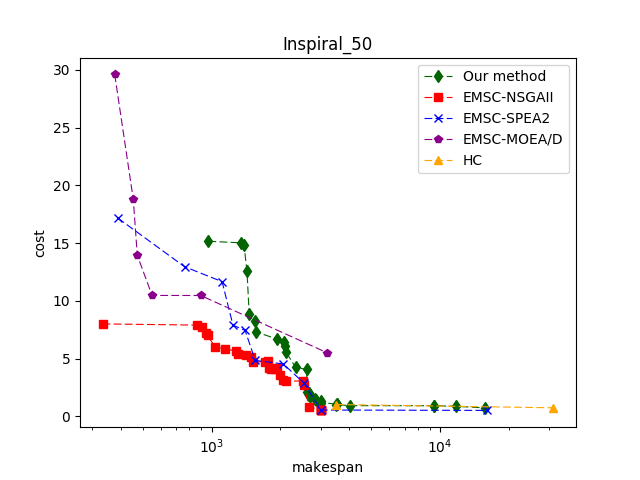 Inspiral_50
30
25
20
15
10
5
0
cost
10³
10⁴
makespan
Our method
EMSC-NSGAII
EMSC-SPEA2
EMSC-MOEA/D
HC